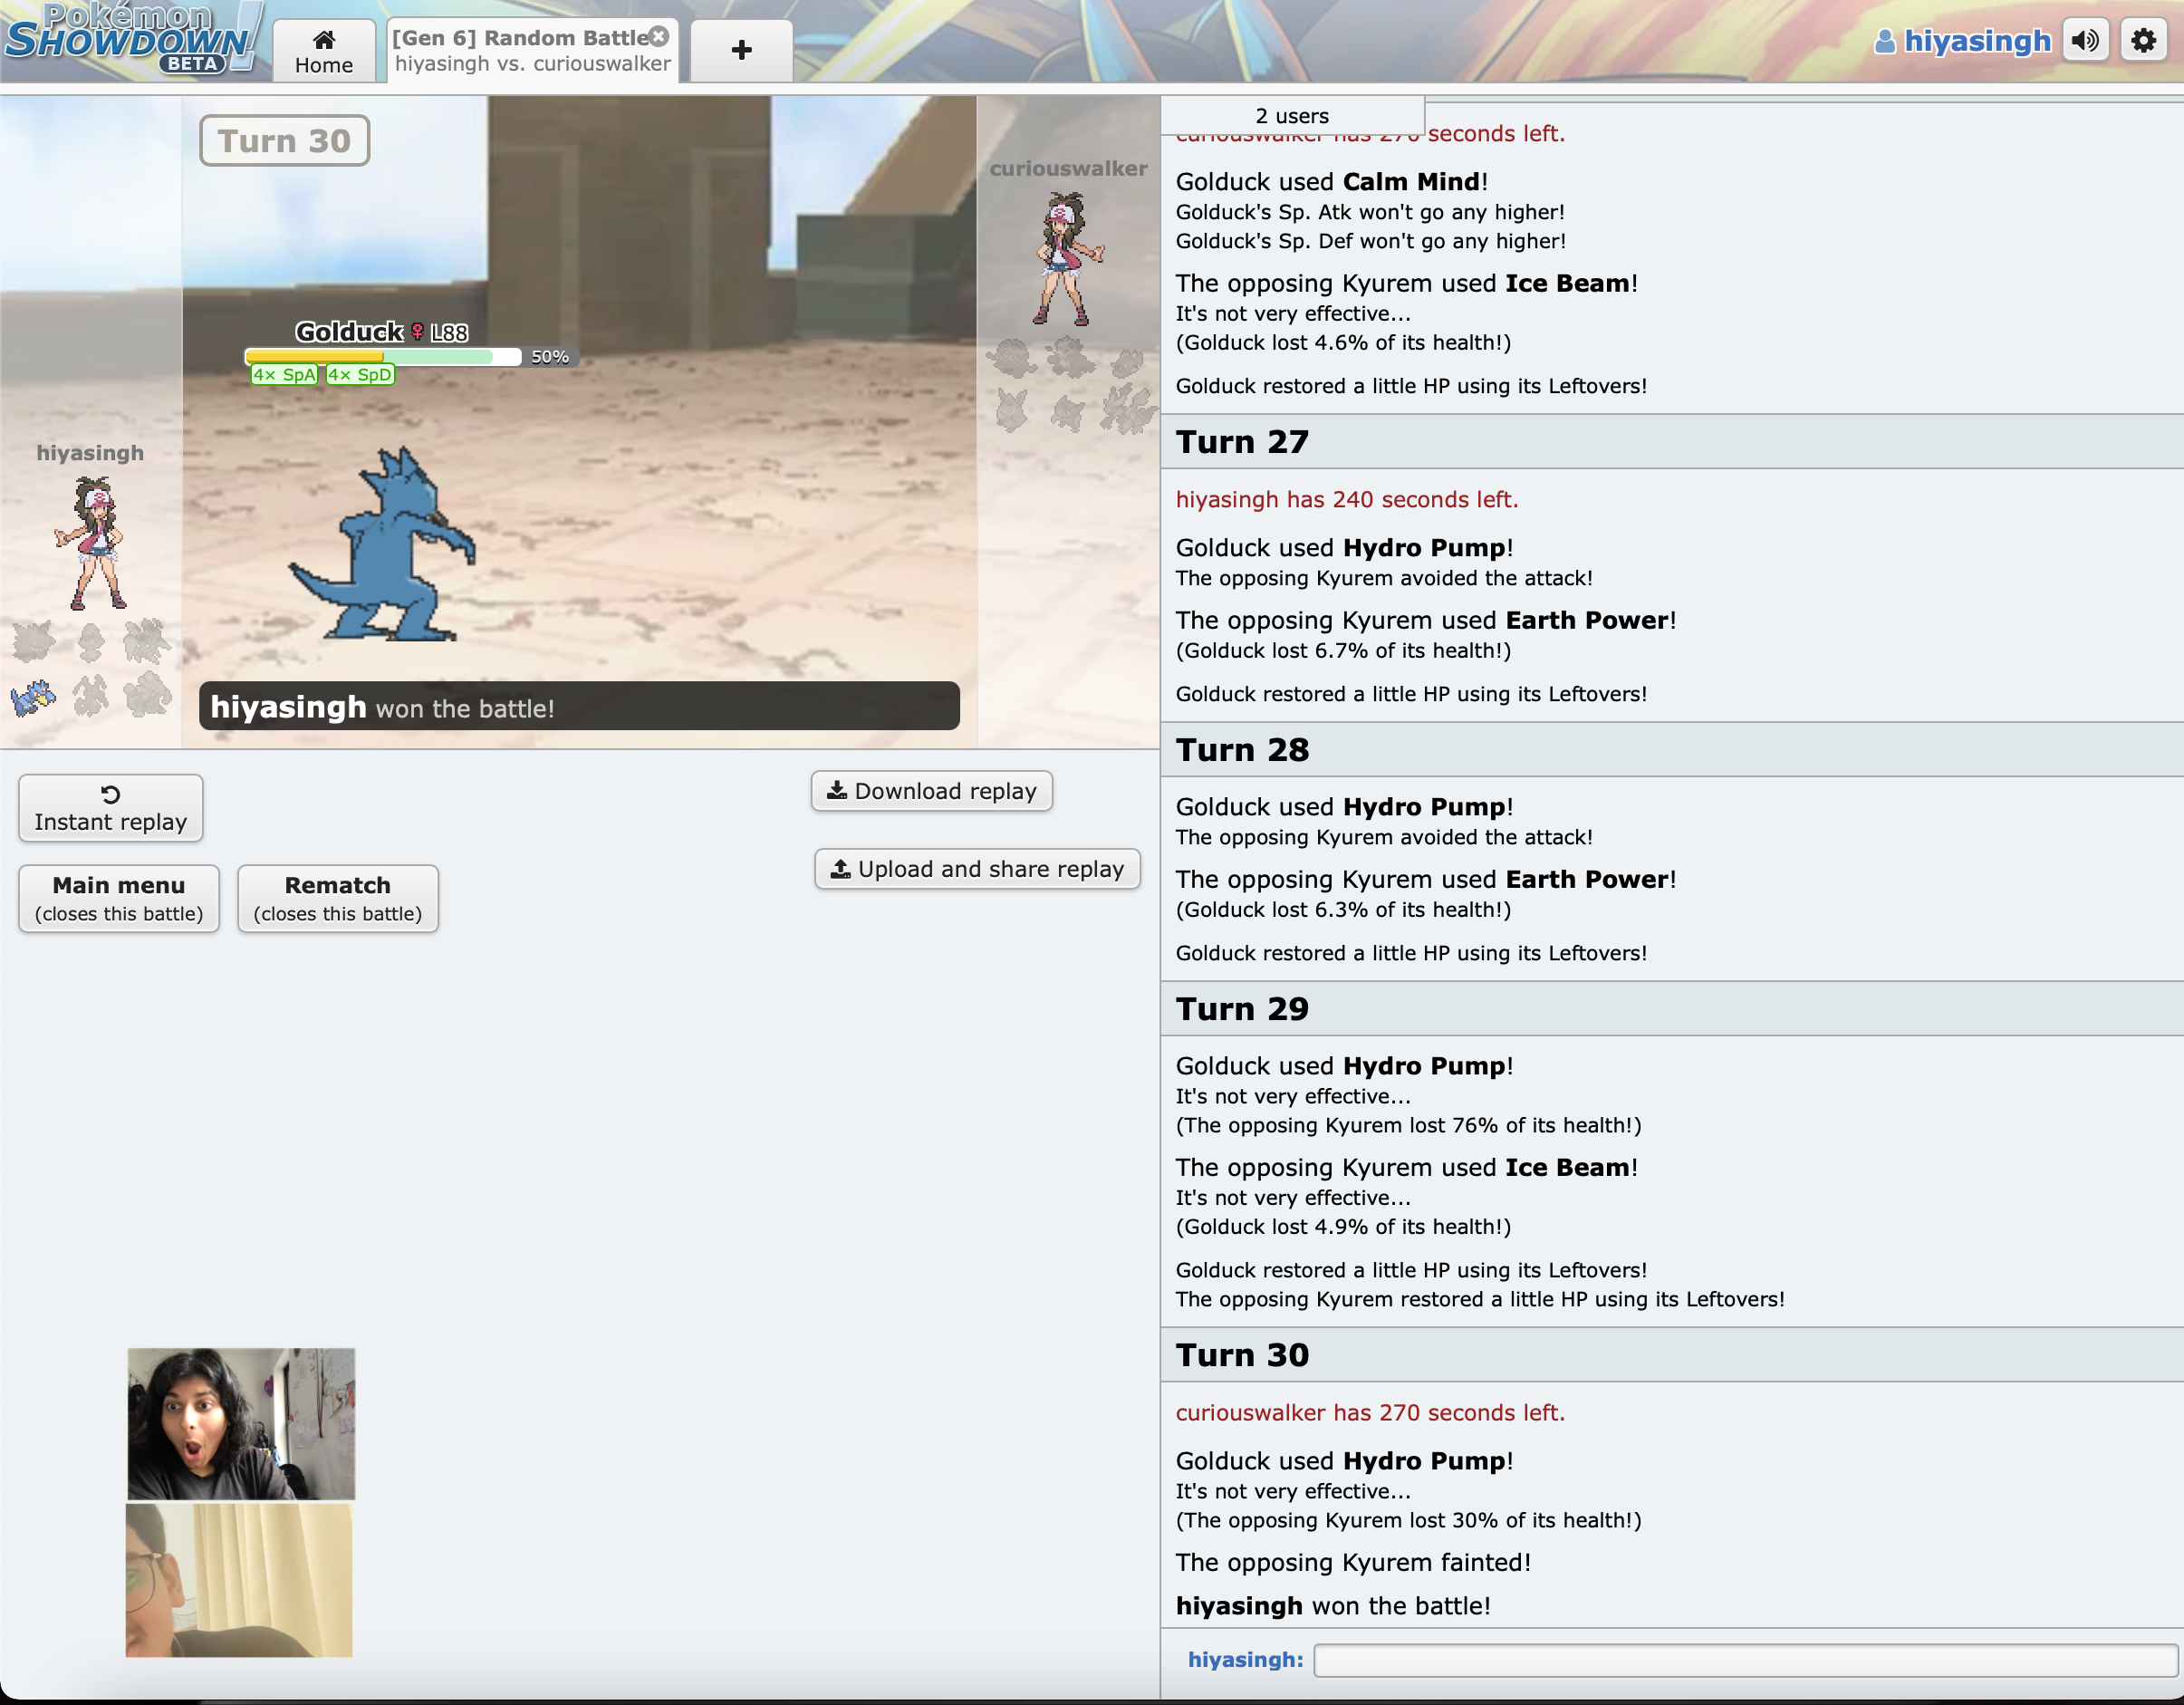 Pokémon
SHOWDOWN!
BETA
Home
[Gen 6] Random Battle
hiyasingh vs. curiouswalker
+
hiyasingh
Turn 30
curiouswalker
Golduck ♀ L88
50%
4× SpA 4× SpD
hiyasingh
hiyasingh won the battle!
Instant replay
Download replay
Upload and share replay
Main menu
(closes this battle)
Rematch
(closes this battle)
2 users
curiouswalker has 270 seconds left.
Golduck used Calm Mind!
Golduck's Sp. Atk won't go any higher!
Golduck's Sp. Def won't go any higher!
The opposing Kyurem used Ice Beam!
It's not very effective...
(Golduck lost 4.6% of its health!)
Golduck restored a little HP using its Leftovers!
Turn 27
hiyasingh has 240 seconds left.
Golduck used Hydro Pump!
The opposing Kyurem avoided the attack!
The opposing Kyurem used Earth Power!
(Golduck lost 6.7% of its health!)
Golduck restored a little HP using its Leftovers!
Turn 28
Golduck used Hydro Pump!
The opposing Kyurem avoided the attack!
The opposing Kyurem used Earth Power!
(Golduck lost 6.3% of its health!)
Golduck restored a little HP using its Leftovers!
Turn 29
Golduck used Hydro Pump!
It's not very effective...
(The opposing Kyurem lost 76% of its health!)
The opposing Kyurem used Ice Beam!
It's not very effective...
(Golduck lost 4.9% of its health!)
Golduck restored a little HP using its Leftovers!
The opposing Kyurem restored a little HP using its Leftovers!
Turn 30
curiouswalker has 270 seconds left.
Golduck used Hydro Pump!
It's not very effective...
(The opposing Kyurem lost 30% of its health!)
The opposing Kyurem fainted!
hiyasingh won the battle!
hiyasingh: